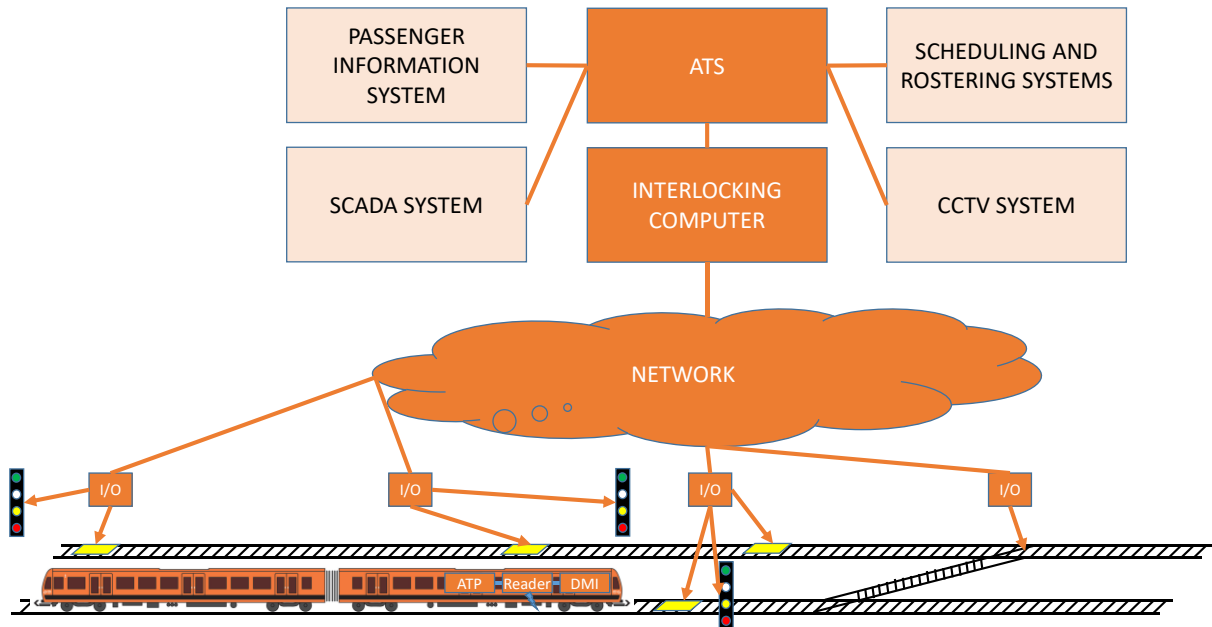 PASSENGER
INFORMATION
SYSTEM
ATS
SCHEDULING AND
ROSTERING SYSTEMS
SCADA SYSTEM
INTERLOCKING
COMPUTER
CCTV SYSTEM
NETWORK
I/O
I/O
I/O
I/O
ATP
Reader
DMI